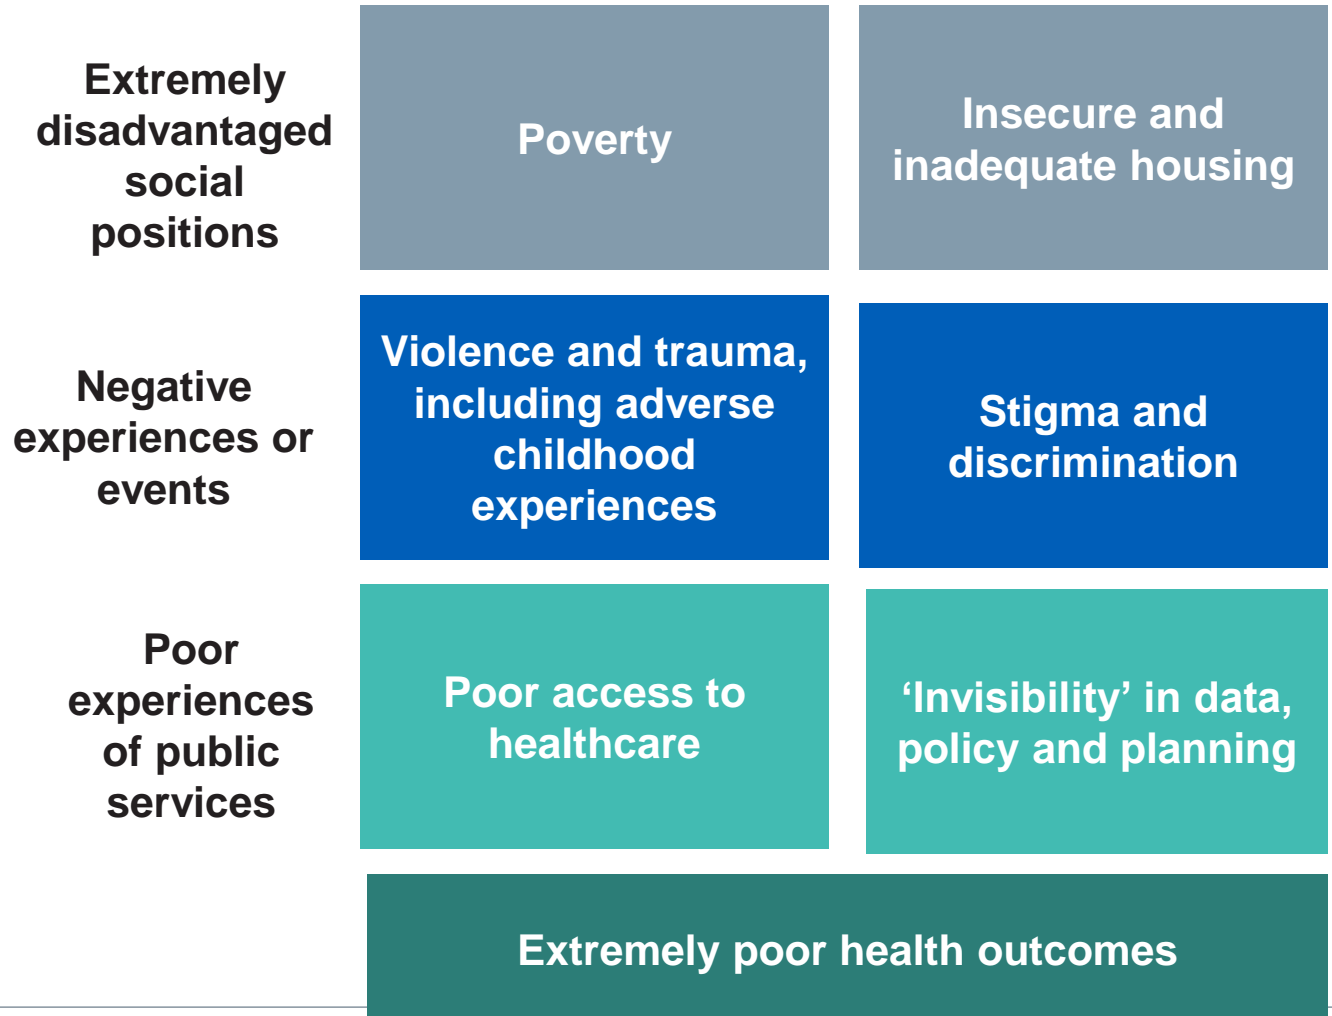 Extremely
disadvantaged
social
positions
Poverty
Insecure and
inadequate housing
Negative
experiences or
events
Violence and trauma,
including adverse
childhood
experiences
Stigma and
discrimination
Poor
experiences
of public
services
Poor access to
healthcare
‘Invisibility’ in data,
policy and planning
Extremely poor health outcomes